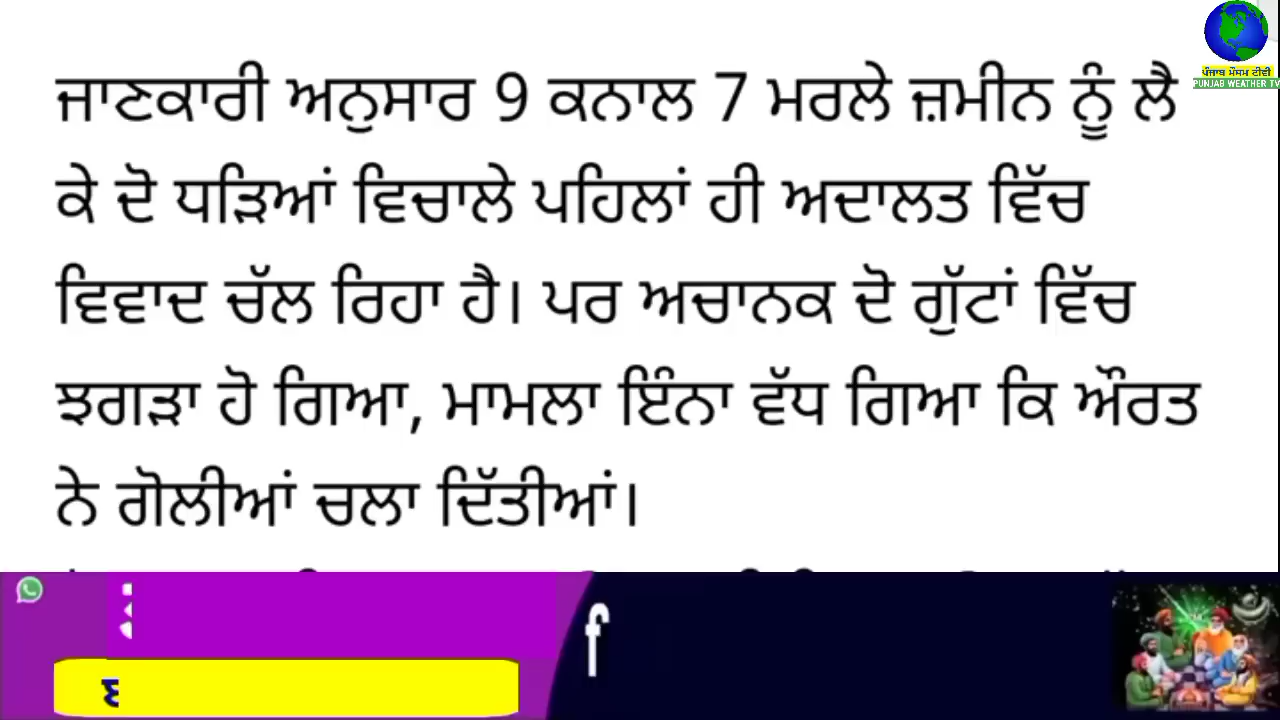 ਪੰਜਾਬ ਮੌਸਮ ਟੀਵੀ
PUNJAB WEATHER TV
ਜਾਣਕਾਰੀ ਅਨੁਸਾਰ 9 ਕਨਾਲ 7 ਮਰਲੇ ਜ਼ਮੀਨ ਨੂੰ ਲੈ
ਕੇ ਦੋ ਧੜਿਆਂ ਵਿਚਾਲੇ ਪਹਿਲਾਂ ਹੀ ਅਦਾਲਤ ਵਿੱਚ
ਵਿਵਾਦ ਚੱਲ ਰਿਹਾ ਹੈ। ਪਰ ਅਚਾਨਕ ਦੋ ਗੁੱਟਾਂ ਵਿੱਚ
ਝਗੜਾ ਹੋ ਗਿਆ, ਮਾਮਲਾ ਇੰਨਾ ਵੱਧ ਗਿਆ ਕਿ ਔਰਤ
ਨੇ ਗੋਲੀਆਂ ਚਲਾ ਦਿੱਤੀਆਂ।
f